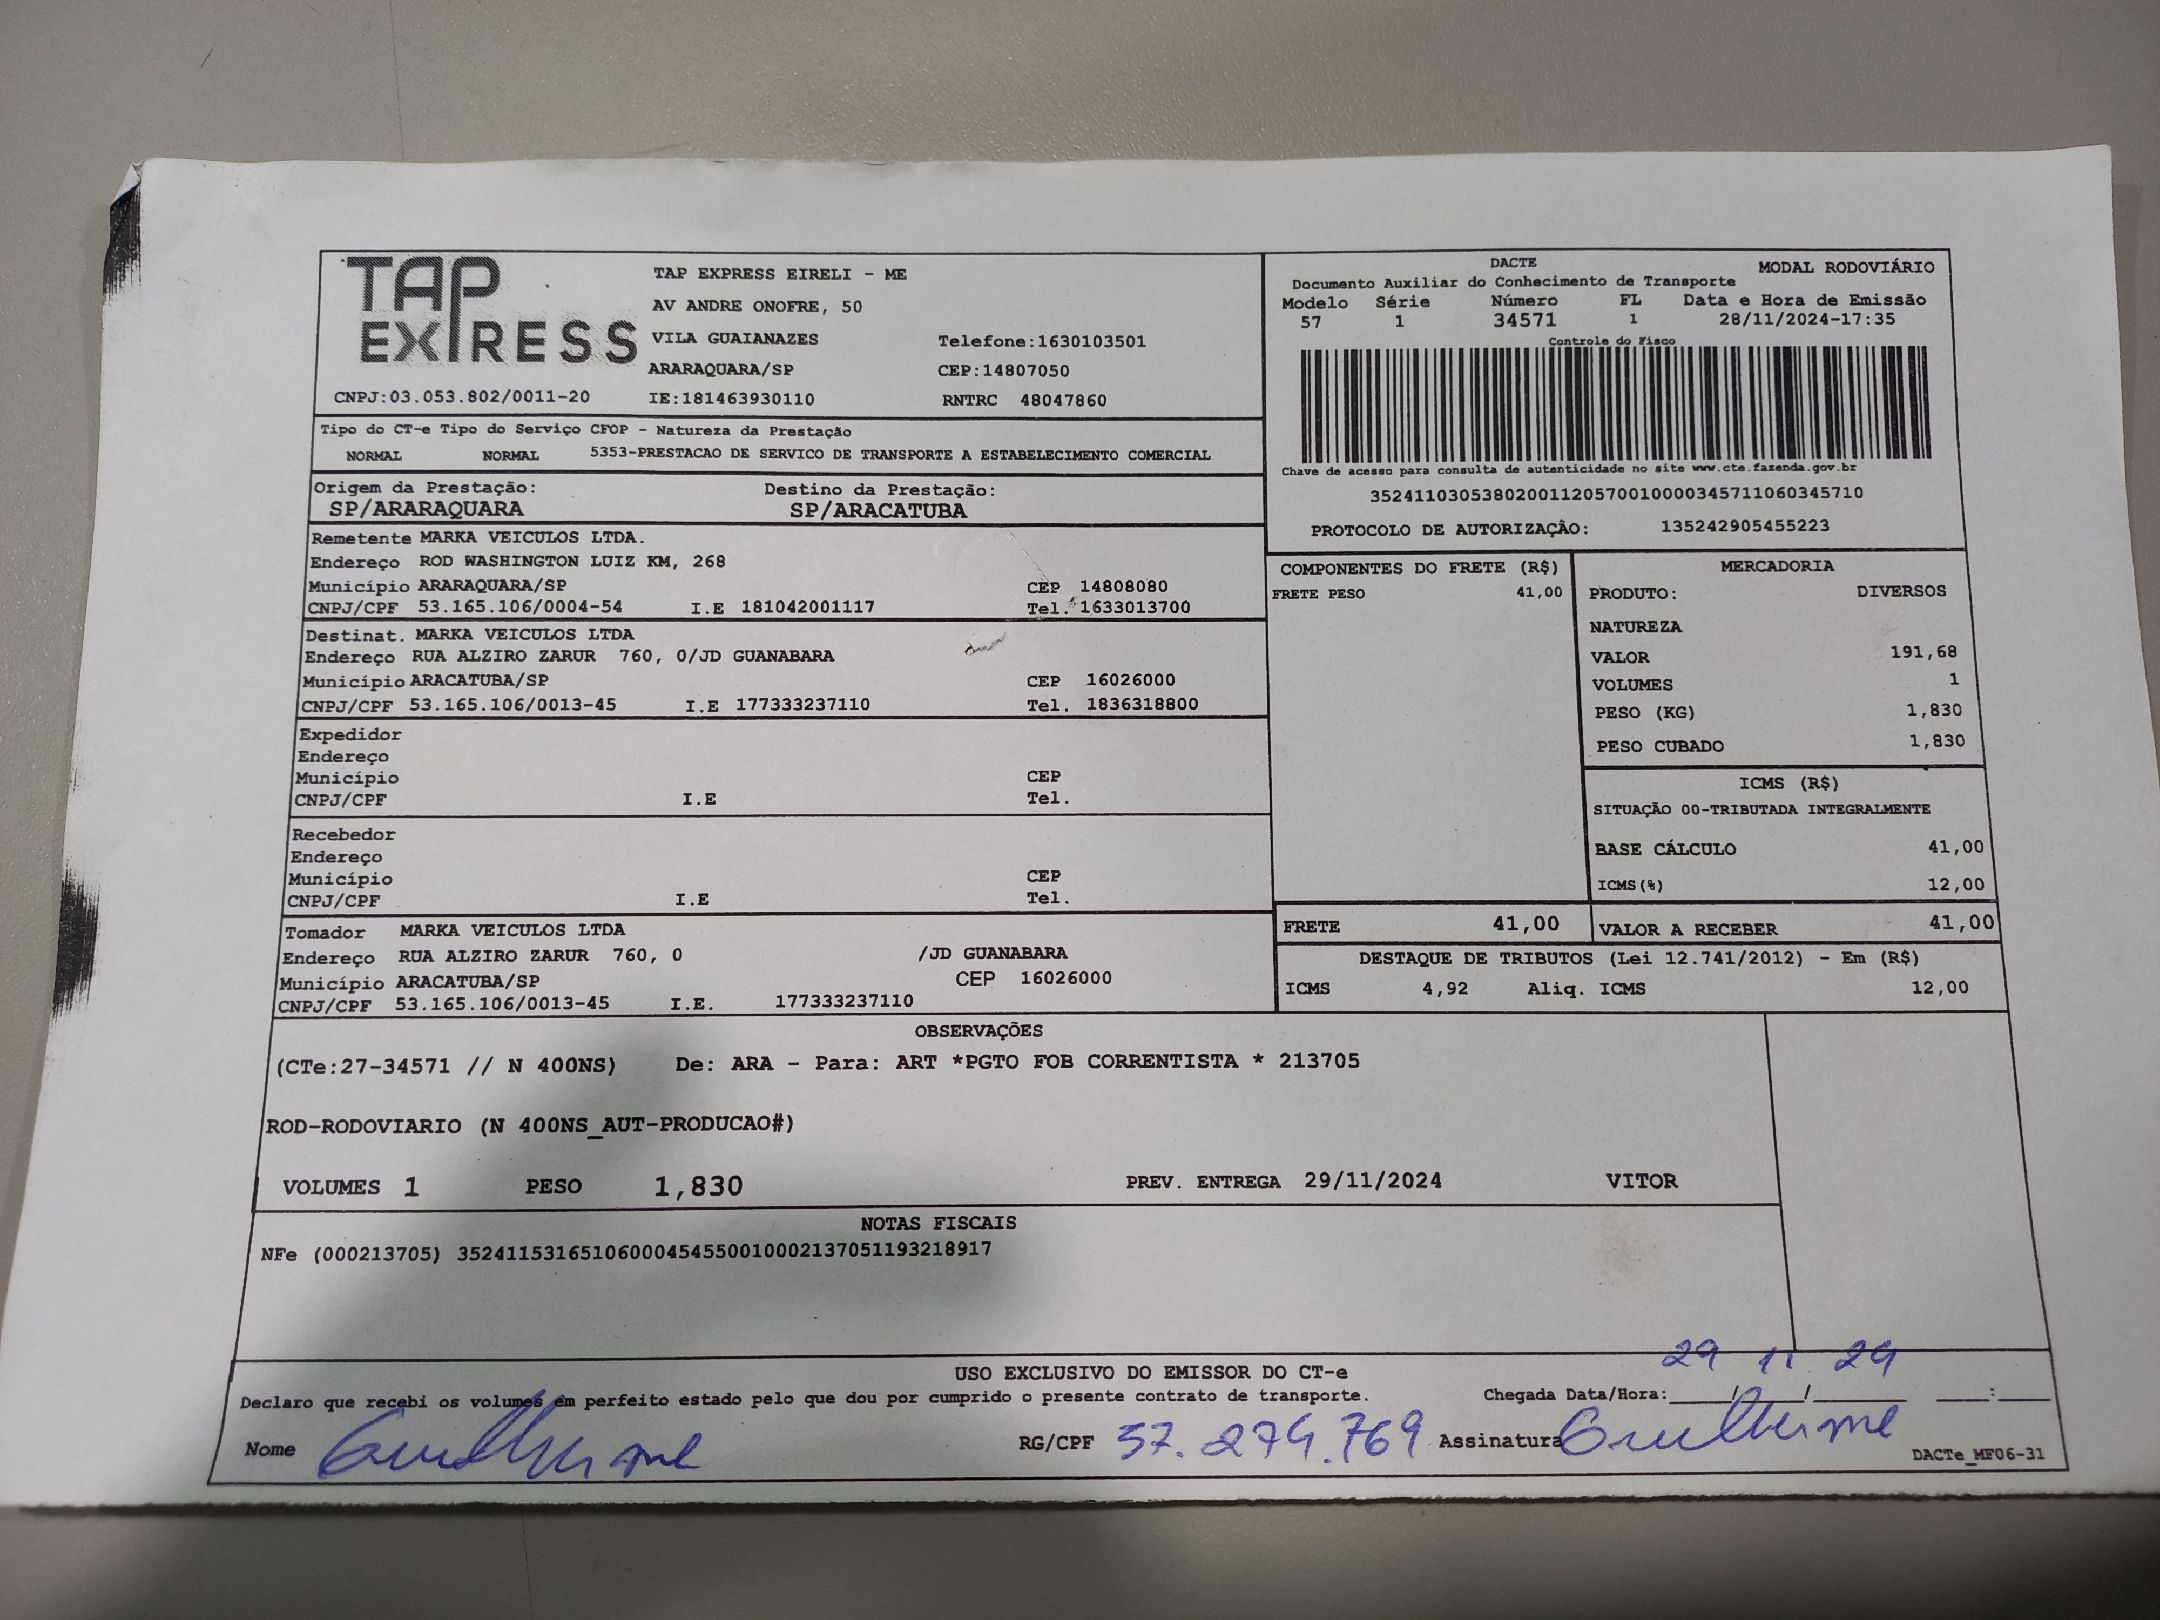 TAP
EXPRESS
TAP EXPRESS EIRELI - ME
AV ANDRE ONOFRE, 50
VILA GUAIANAZES Telefone:1630103501
ARARAQUARA/SP CEP:14807050
CNPJ:03.053.802/0011-20 IE:181463930110 RNTRC 48047860
DACTE MODAL RODOVIÁRIO
Documento Auxiliar do Conhecimento de Transporte
Modelo Série Número FL Data e Hora de Emissão
57 1 34571 1 28/11/2024-17:35
Controle do Fisco
Chave de acesso para consulta de autenticidade no site www.cte.fazenda.gov.br
35241103053802001120570010000345711060345710
PROTOCOLO DE AUTORIZAÇÂO: 135242905455223
Tipo do CT-e Tipo do Serviço CFOP - Natureza da Prestação
NORMAL NORMAL 5353-PRESTACAO DE SERVICO DE TRANSPORTE A ESTABELECIMENTO COMERCIAL
Origem da Prestação: Destino da Prestação:
SP/ARARAQUARA SP/ARACATUBA
Remetente MARKA VEICULOS LTDA.
Endereço ROD WASHINGTON LUIZ KM, 268
Município ARARAQUARA/SP CEP 14808080
CNPJ/CPF 53.165.106/0004-54 I.E 181042001117 Tel. 1633013700
Destinat. MARKA VEICULOS LTDA
Endereço RUA ALZIRO ZARUR 760, 0/JD GUANABARA
Município ARACATUBA/SP CEP 16026000
CNPJ/CPF 53.165.106/0013-45 I.E 177333237110 Tel. 1836318800
Expedidor
Endereço
Município CEP
CNPJ/CPF I.E Tel.
Recebedor
Endereço
Município CEP
CNPJ/CPF I.E Tel.
Tomador MARKA VEICULOS LTDA
Endereço RUA ALZIRO ZARUR 760, 0 /JD GUANABARA
Município ARACATUBA/SP CEP 16026000
CNPJ/CPF 53.165.106/0013-45 I.E. 177333237110
COMPONENTES DO FRETE (R$)
FRETE PESO 41,00
MERCADORIA
PRODUTO: DIVERSOS
NATUREZA
VALOR 191,68
VOLUMES 1
PESO (KG) 1,830
PESO CUBADO 1,830
ICMS (R$)
SITUAÇÃO 00-TRIBUTADA INTEGRALMENTE
BASE CÁLCULO 41,00
ICMS(%) 12,00
FRETE 41,00 VALOR A RECEBER 41,00
DESTAQUE DE TRIBUTOS (Lei 12.741/2012) - Em (R$)
ICMS 4,92 Aliq. ICMS 12,00
OBSERVAÇÕES
(CTe:27-34571 // N 400NS) De: ARA - Para: ART *PGTO FOB CORRENTISTA * 213705
ROD-RODOVIARIO (N 400NS_AUT-PRODUCAO#)
VOLUMES 1 PESO 1,830 PREV. ENTREGA 29/11/2024 VITOR
NOTAS FISCAIS
NFe (000213705) 35241153165106000454550010002137051193218917
USO EXCLUSIVO DO EMISSOR DO CT-e
Declaro que recebi os volumes em perfeito estado pelo que dou por cumprido o presente contrato de transporte. Chegada Data/Hora: 29/11/24 :
Nome Guilherme RG/CPF 57.274.769 Assinatura Guilherme
DACTe_MF06-31